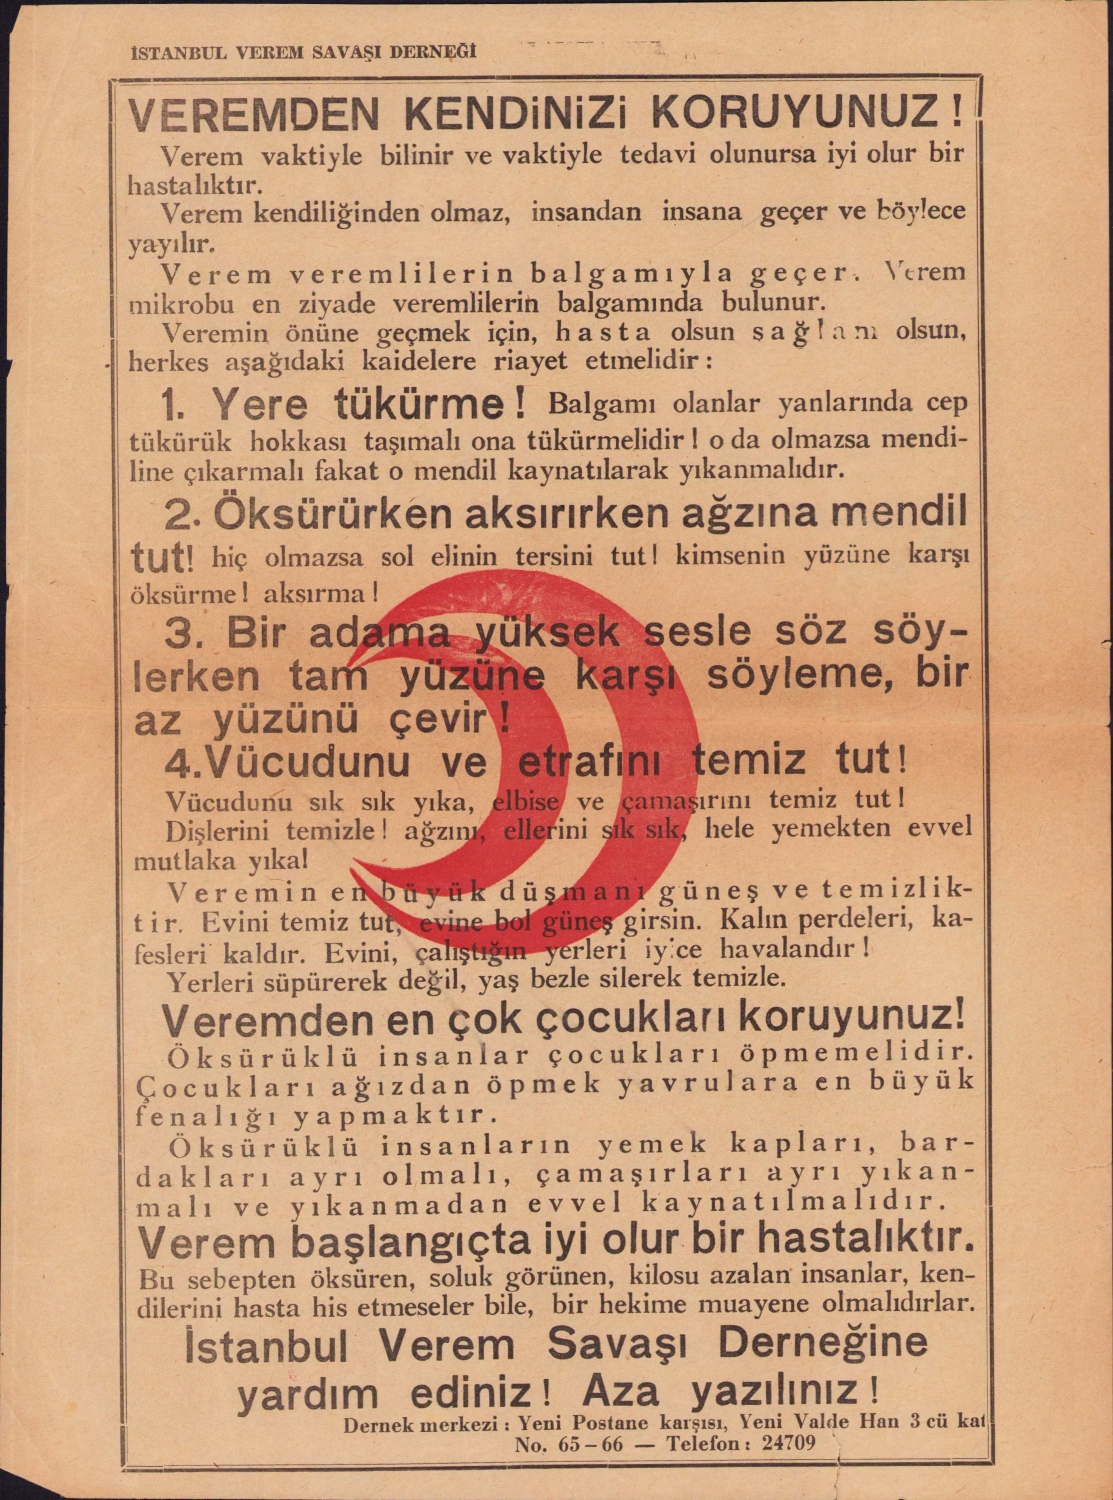 İSTANBUL VEREM SAVAŞI DERNEĞİ
VEREMDEN KENDİNİZİ KORUYUNUZ !
Verem vaktiyle bilinir ve vaktiyle tedavi olunursa iyi olur bir
hastalıktır.
Verem kendiliğinden olmaz, insandan insana geçer ve böylece
yayılır.
Verem veremlilerin balgamıyla geçer. Verem
mikrobu en ziyade veremlilerin balgamında bulunur.
Veremin önüne geçmek için, hasta olsun sağlam olsun,
herkes aşağıdaki kaidelere riayet etmelidir :
1. Yere tükürme ! Balgamı olanlar yanlarında cep
tükürük hokkası taşımalı ona tükürmelidir ! o da olmazsa mendi-
line çıkarmalı fakat o mendil kaynatılarak yıkanmalıdır.
2. Öksürürken aksırırken ağzına mendil
tut! hiç olmazsa sol elinin tersini tut ! kimsenin yüzüne karşı
öksürme ! aksırma !
3. Bir adama yüksek sesle söz söy-
lerken tam yüzüne karşı söyleme, bir
az yüzünü çevir !
4. Vücudunu ve etrafını temiz tut !
Vücudunu sık sık yıka, elbise ve çamaşırını temiz tut !
Dişlerini temizle ! ağzını, ellerini sık sık, hele yemekten evvel
mutlaka yıka!
Veremin en büyük düşmanı güneş ve temizlik-
tir. Evini temiz tut, evine bol güneş girsin. Kalın perdeleri, ka-
fesleri kaldır. Evini, çalıştığın yerleri iyice havalandır !
Yerleri süpürerek değil, yaş bezle silerek temizle.
Veremden en çok çocukları koruyunuz!
Öksürüklü insanlar çocukları öpmemelidir.
Çocukları ağızdan öpmek yavrulara en büyük
fenalığı yapmaktır.
Öksürüklü insanların yemek kapları, bar-
dakları ayrı olmalı, çamaşırları ayrı yıkan-
malı ve yıkanmadan evvel kaynatılmalıdır.
Verem başlangıçta iyi olur bir hastalıktır.
Bu sebepten öksüren, soluk görünen, kilosu azalan insanlar, ken-
dilerini hasta his etmeseler bile, bir hekime muayene olmalıdırlar.
İstanbul Verem Savaşı Derneğine
yardım ediniz ! Aza yazılınız !
Dernek merkezi : Yeni Postane karşısı, Yeni Valde Han 3 cü kat
No. 65 – 66 — Telefon : 24709